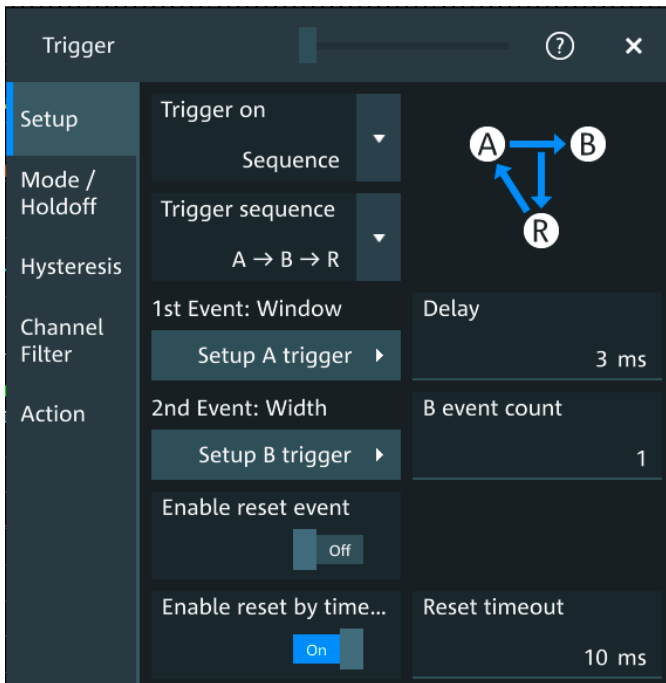 Trigger
?
Setup
Mode /
Holdoff
Hysteresis
Channel
Filter
Action
Trigger on
Sequence
Trigger sequence
A → B → R
A
B
R
1st Event: Window
Setup A trigger
Delay
3 ms
2nd Event: Width
Setup B trigger
B event count
1
Enable reset event
Off
Enable reset by time...
On
Reset timeout
10 ms